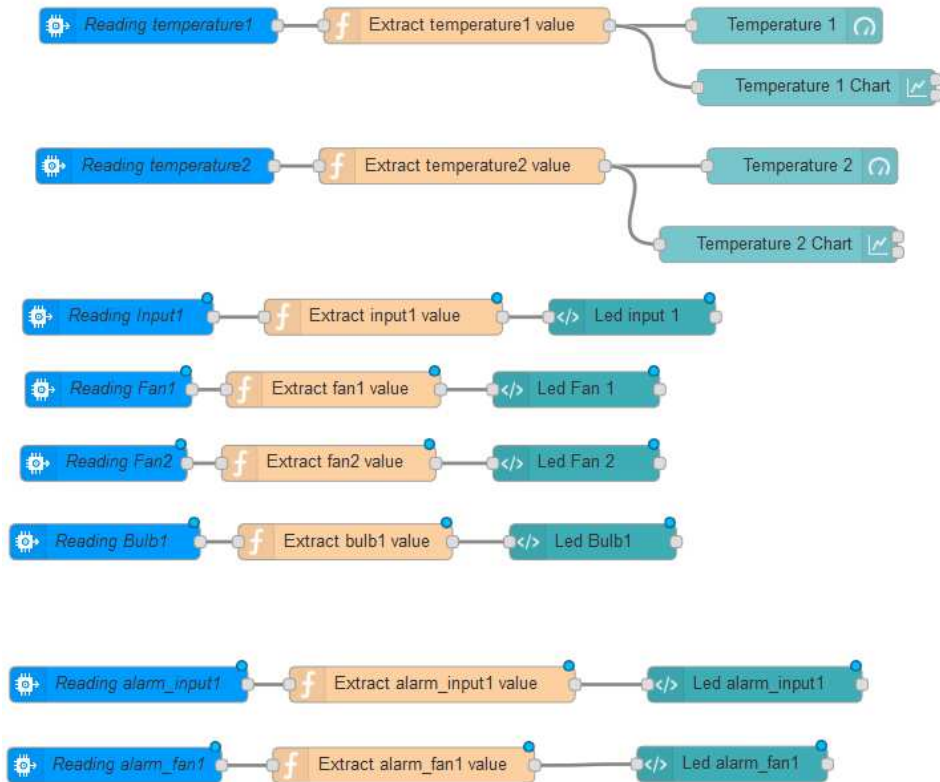 Reading temperature1 Extract temperature1 value Temperature 1
Temperature 1 Chart
Reading temperature2 Extract temperature2 value Temperature 2
Temperature 2 Chart
Reading Input1 Extract input1 value </> Led input 1
Reading Fan1 Extract fan1 value </> Led Fan 1
Reading Fan2 Extract fan2 value </> Led Fan 2
Reading Bulb1 Extract bulb1 value </> Led Bulb1
Reading alarm_input1 Extract alarm_input1 value </> Led alarm_input1
Reading alarm_fan1 Extract alarm_fan1 value </> Led alarm_fan1